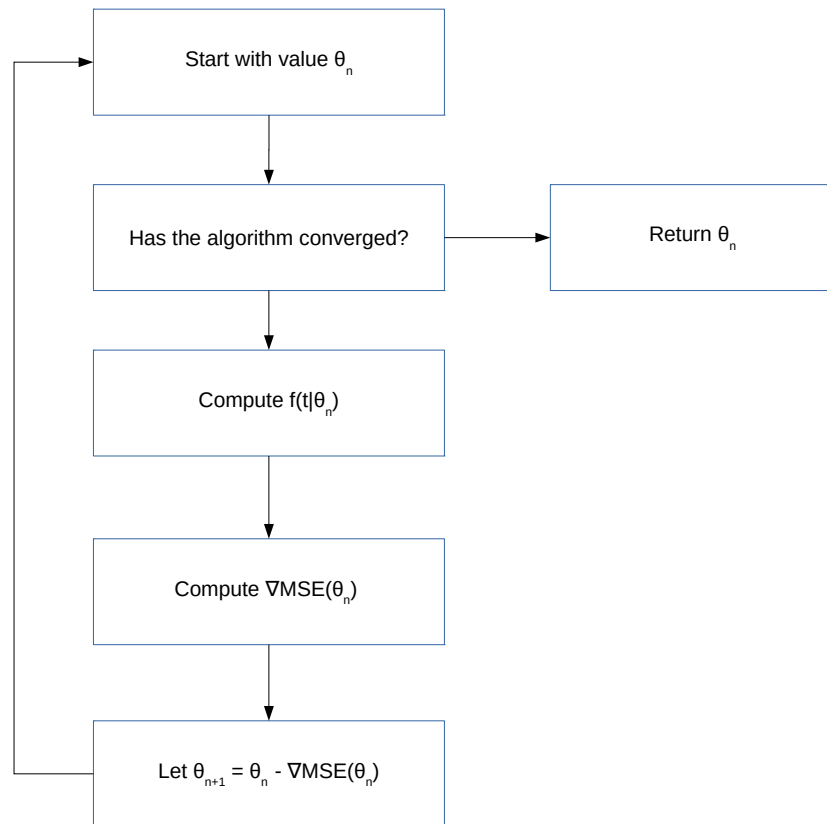 Start with value θₙ
Has the algorithm converged?
Return θₙ
Compute f(t|θₙ)
Compute ∇MSE(θₙ)
Let θₙ₊₁ = θₙ - ∇MSE(θₙ)